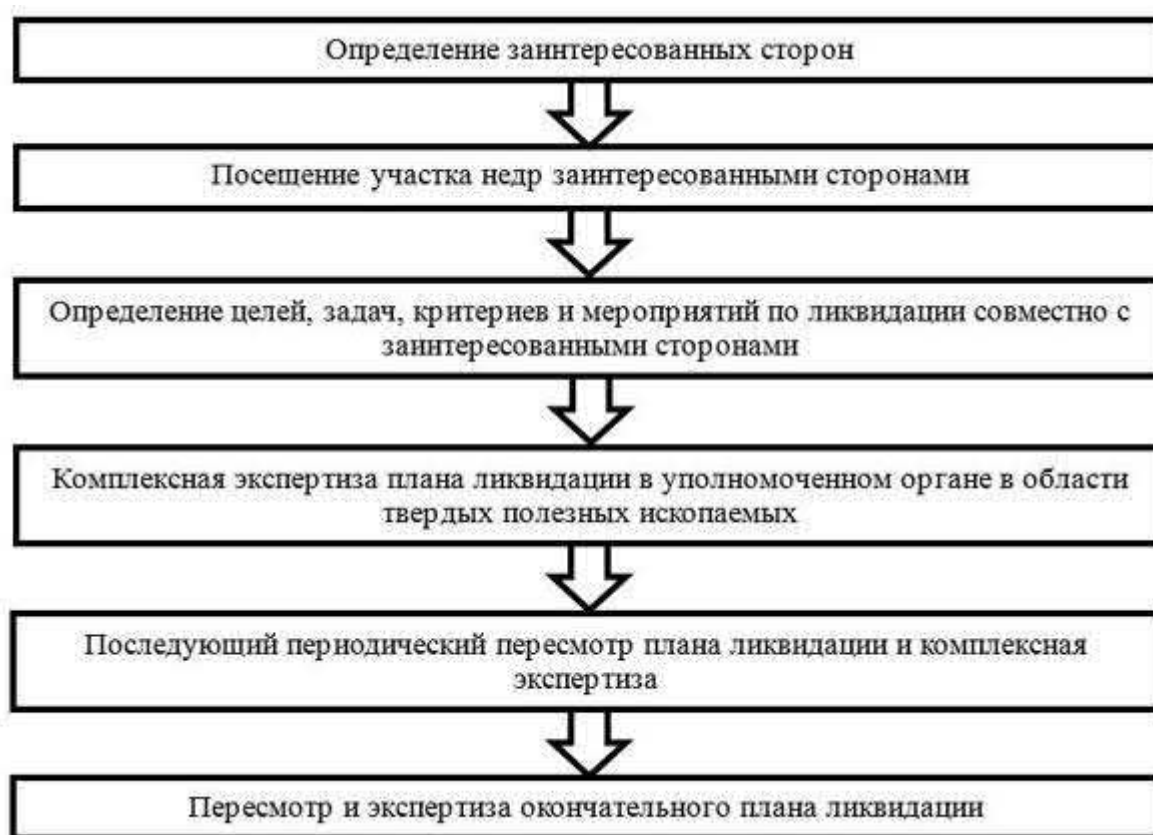 Определение заинтересованных сторон
Посещение участка недр заинтересованными сторонами
Определение целей, задач, критериев и мероприятий по ликвидации совместно с
заинтересованными сторонами
Комплексная экспертиза плана ликвидации в уполномоченном органе в области
твердых полезных ископаемых
Последующий периодический пересмотр плана ликвидации и комплексная
экспертиза
Пересмотр и экспертиза окончательного плана ликвидации